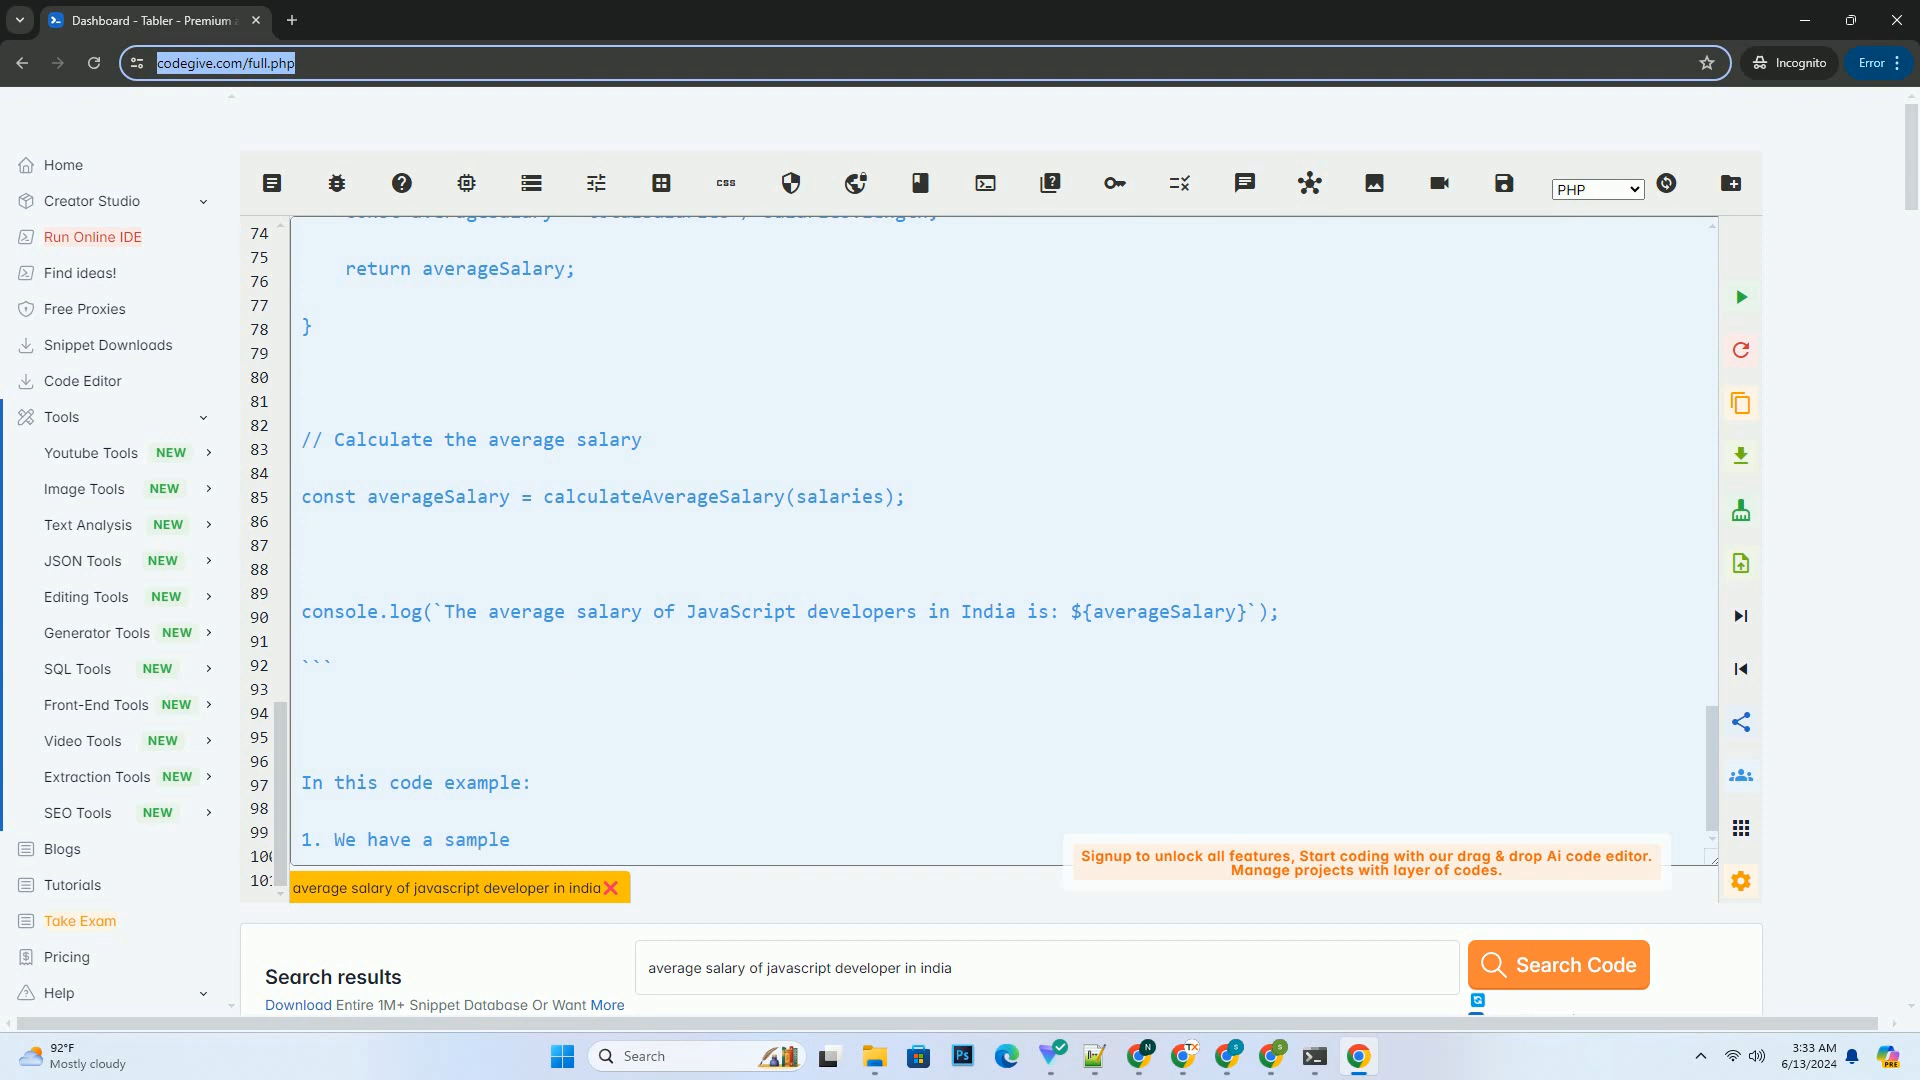 Dashboard - Tabler - Premium
codegive.com/full.php
Incognito
Error
Home
Creator Studio
Run Online IDE
Find ideas!
Free Proxies
Snippet Downloads
Code Editor
Tools
Youtube Tools NEW
Image Tools NEW
Text Analysis NEW
JSON Tools NEW
Editing Tools NEW
Generator Tools NEW
SQL Tools NEW
Front-End Tools NEW
Video Tools NEW
Extraction Tools NEW
SEO Tools NEW
Blogs
Tutorials
Take Exam
Pricing
Help
css
PHP
74
75
76
77
78
79
80
81
82
83
84
85
86
87
88
89
90
91
92
93
94
95
96
97
98
99
return averageSalary;
}
// Calculate the average salary
const averageSalary = calculateAverageSalary(salaries);
console.log(`The average salary of JavaScript developers in India is: ${averageSalary}`);
```
In this code example:
1. We have a sample
Signup to unlock all features, Start coding with our drag & drop Ai code editor.
Manage projects with layer of codes.
average salary of javascript developer in india
Search results
average salary of javascript developer in india
Search Code
Download Entire 1M+ Snippet Database Or Want More
92°F
Mostly cloudy
Search
Ps
3:33 AM
6/13/2024
PRE